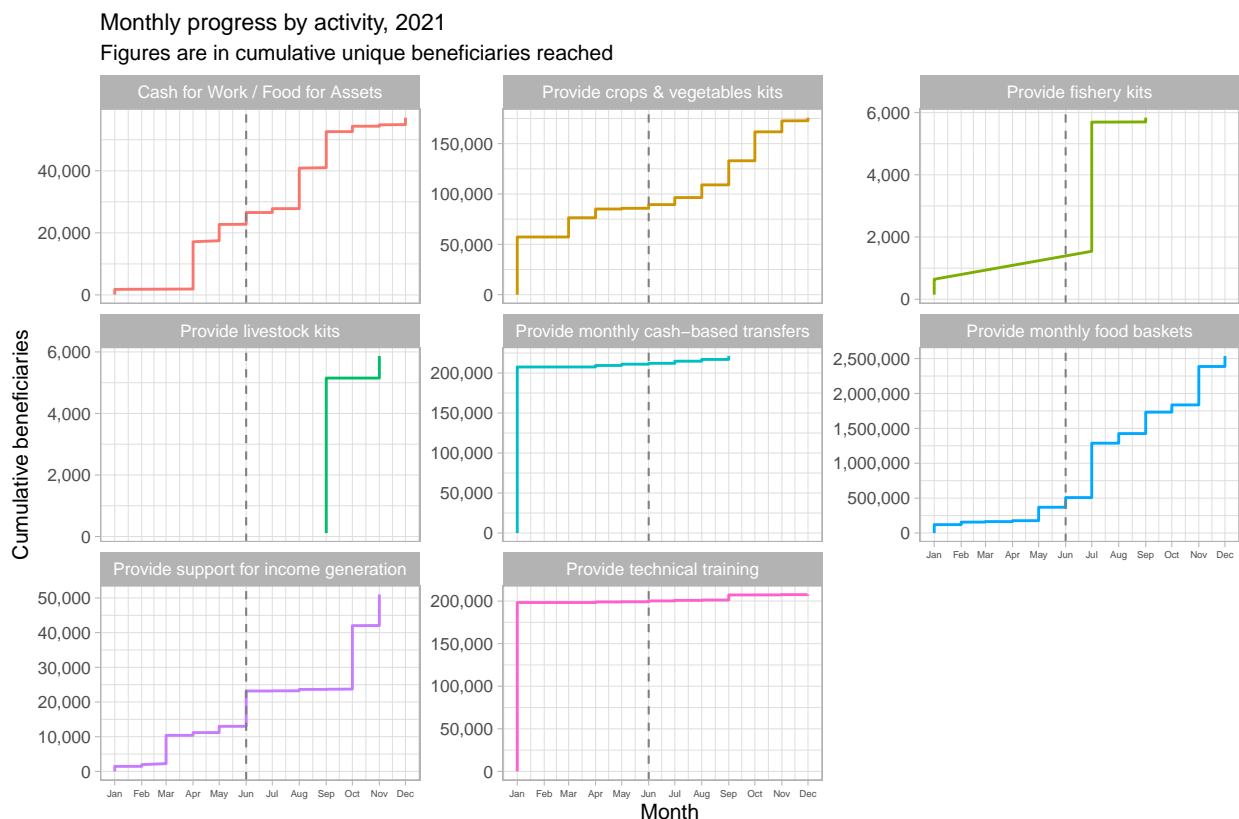 Monthly progress by activity, 2021
Figures are in cumulative unique beneficiaries reached
Cash for Work / Food for Assets
Provide crops & vegetables kits
Provide fishery kits
40,000
20,000
0
150,000
100,000
50,000
0
6,000
4,000
2,000
0
Provide livestock kits
Provide monthly cash−based transfers
Provide monthly food baskets
6,000
4,000
2,000
0
200,000
150,000
100,000
50,000
0
2,500,000
2,000,000
1,500,000
1,000,000
500,000
0
Jan Feb Mar Apr May Jun Jul Aug Sep Oct Nov Dec
Provide support for income generation
Provide technical training
50,000
40,000
30,000
20,000
10,000
0
200,000
150,000
100,000
50,000
0
Jan Feb Mar Apr May Jun Jul Aug Sep Oct Nov Dec
Jan Feb Mar Apr May Jun Jul Aug Sep Oct Nov Dec
Cumulative beneficiaries
Month